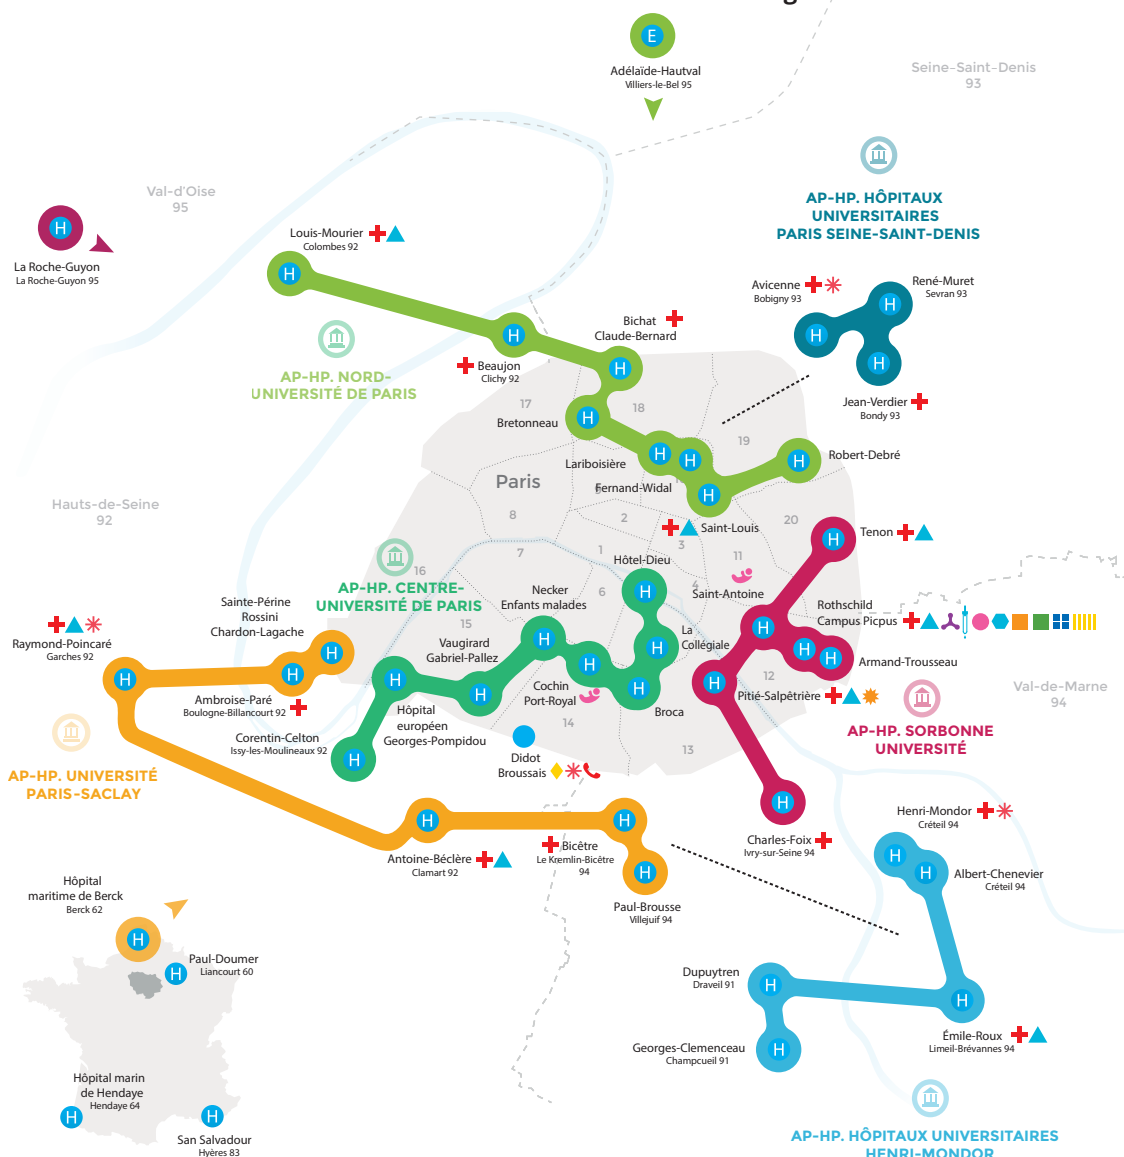 E
Adélaïde-Hautval
Villiers-le-Bel 95
Seine-Saint-Denis
93
Val-d'Oise
95
AP-HP. HÔPITAUX
UNIVERSITAIRES
PARIS SEINE-SAINT-DENIS
H
La Roche-Guyon
La Roche-Guyon 95
Louis-Mourier
Colombes 92
H
Avicenne
Bobigny 93
H
René-Muret
Sevran 93
H
H
Jean-Verdier
Bondy 93
AP-HP. NORD-
UNIVERSITÉ DE PARIS
Bichat
Claude-Bernard
H
Beaujon
Clichy 92
H
H
Bretonneau
17
18
19
Lariboisière
H
H
Fernand-Widal
H
Saint-Louis
H
Robert-Debré
Paris
Hauts-de-Seine
92
8
2
1
3
7
16
4
6
11
20
15
14
13
12
Tenon
H
AP-HP. CENTRE-
UNIVERSITÉ DE PARIS
Hôtel-Dieu
H
Saint-Antoine
H
Necker
Enfants malades
H
Rothschild
Campus Picpus
H
H
Armand-Trousseau
Sainte-Périne
Rossini
Chardon-Lagache
H
Raymond-Poincaré
Garches 92
H
Ambroise-Paré
Boulogne-Billancourt 92
H
Vaugirard
Gabriel-Pallez
H
La
Collégiale
H
Cochin
Port-Royal
H
Broca
H
Pitié-Salpêtrière
H
Val-de-Marne
94
Hôpital
européen
Georges-Pompidou
H
Corentin-Celton
Issy-les-Moulineaux 92
H
AP-HP. SORBONNE
UNIVERSITÉ
Didot
Broussais
AP-HP. UNIVERSITÉ
PARIS-SACLAY
H
Charles-Foix
Ivry-sur-Seine 94
Henri-Mondor
Créteil 94
H
H
Albert-Chenevier
Créteil 94
H
Antoine-Béclère
Clamart 92
H
Bicêtre
Le Kremlin-Bicêtre
94
H
Paul-Brousse
Villejuif 94
Hôpital
maritime de Berck
Berck 62
H
Paul-Doumer
Liancourt 60
H
Dupuytren
Draveil 91
H
H
Émile-Roux
Limeil-Brévannes 94
Georges-Clemenceau
Champcueil 91
H
Hôpital marin
de Hendaye
Hendaye 64
H
H
San Salvadour
Hyères 83
AP-HP. HÔPITAUX UNIVERSITAIRES
HENRI-MONDOR